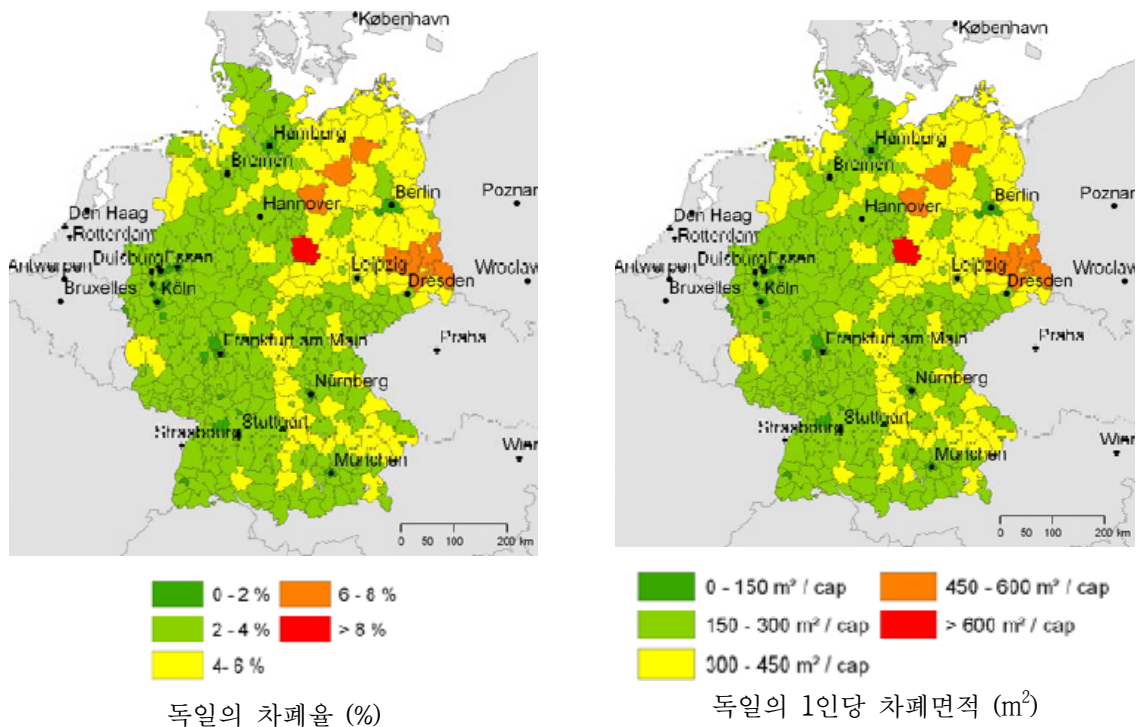 København
Hamburg
Bremen
Berlin
Poznan
Hannover
Den Haag
Rotterdam
Duisburg Essen
Antwerpen
Leipzig
Wroclaw
Bruxelles
Köln
Dresden
Praha
Frankfurt am Main
Nürnberg
Stuttgart
Strasbourg
München
0 50 100 200 km
0 - 2 %
6 - 8 %
2 - 4 %
> 8 %
4- 6 %
독일의 차폐율 (%)
København
Hamburg
Bremen
Berlin
Poznan
Hannover
Den Haag
Rotterdam
Duisburg Essen
Antwerpen
Leipzig
Wroclaw
Bruxelles
Köln
Dresden
Praha
Frankfurt am Main
Nürnberg
Stuttgart
Strasbourg
München
0 50 100 200 km
0 - 150 m² / cap
450 - 600 m² / cap
150 - 300 m² / cap
> 600 m² / cap
300 - 450 m² / cap
독일의 1인당 차폐면적 (m²)